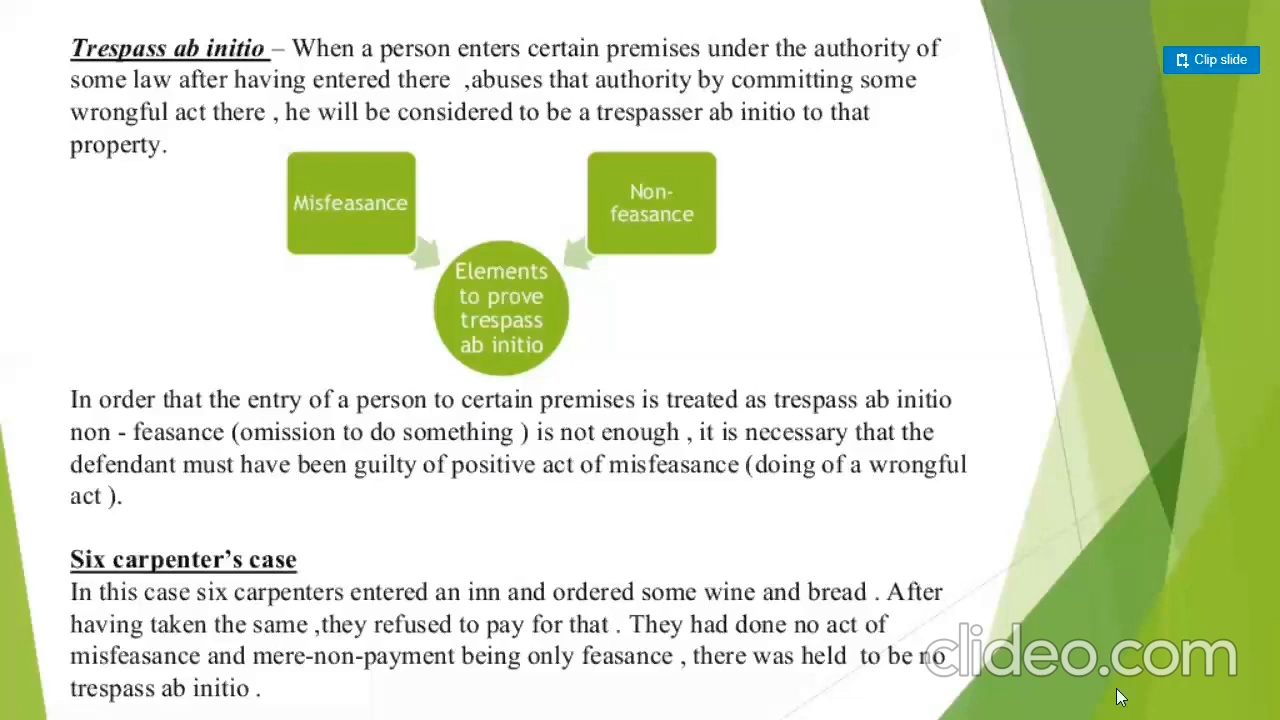 Trespass ab initio – When a person enters certain premises under the authority of
some law after having entered there ,abuses that authority by committing some
wrongful act there , he will be considered to be a trespasser ab initio to that
property.
Clip slide
Misfeasance
Non-
feasance
Elements
to prove
trespass
ab initio
In order that the entry of a person to certain premises is treated as trespass ab initio
non - feasance (omission to do something ) is not enough , it is necessary that the
defendant must have been guilty of positive act of misfeasance (doing of a wrongful
act ).
Six carpenter’s case
In this case six carpenters entered an inn and ordered some wine and bread . After
having taken the same ,they refused to pay for that . They had done no act of
misfeasance and mere-non-payment being only feasance , there was held to be no
trespass ab initio .
clideo.com